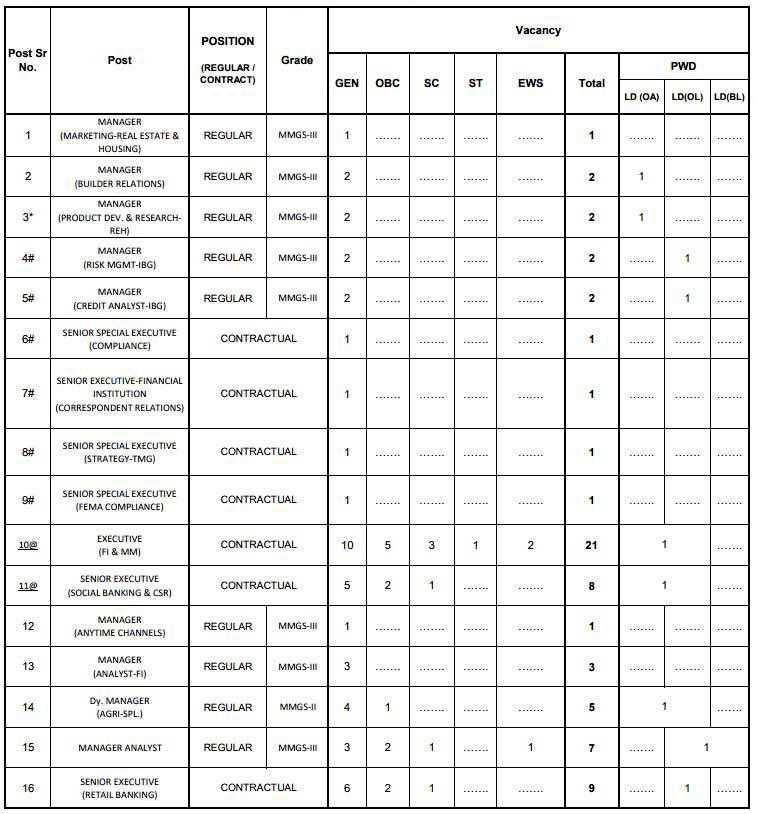 Post Sr No. | Post | POSITION (REGULAR / CONTRACT) | Grade | Vacancy
GEN | OBC | SC | ST | EWS | Total | PWD
LD (OA) | LD(OL) | LD(BL)
1 | MANAGER (MARKETING-REAL ESTATE & HOUSING) | REGULAR | MMGS-III | 1 | ....... | ....... | ....... | ....... | 1 | ....... | ....... | .......
2 | MANAGER (BUILDER RELATIONS) | REGULAR | MMGS-III | 2 | ....... | ....... | ....... | ....... | 2 | 1 | ....... | .......
3* | MANAGER (PRODUCT DEV. & RESEARCH-REH) | REGULAR | MMGS-III | 2 | ....... | ....... | ....... | ....... | 2 | 1 | ....... | .......
4# | MANAGER (RISK MGMT-IBG) | REGULAR | MMGS-III | 2 | ....... | ....... | ....... | ....... | 2 | ....... | 1 | .......
5# | MANAGER (CREDIT ANALYST-IBG) | REGULAR | MMGS-III | 2 | ....... | ....... | ....... | ....... | 2 | ....... | 1 | .......
6# | SENIOR SPECIAL EXECUTIVE (COMPLIANCE) | CONTRACTUAL | 1 | ....... | ....... | ....... | ....... | 1 | ....... | ....... | .......
7# | SENIOR EXECUTIVE-FINANCIAL INSTITUTION (CORRESPONDENT RELATIONS) | CONTRACTUAL | 1 | ....... | ....... | ....... | ....... | 1 | ....... | ....... | .......
8# | SENIOR SPECIAL EXECUTIVE (STRATEGY-TMG) | CONTRACTUAL | 1 | ....... | ....... | ....... | ....... | 1 | ....... | ....... | .......
9# | SENIOR SPECIAL EXECUTIVE (FEMA COMPLIANCE) | CONTRACTUAL | 1 | ....... | ....... | ....... | ....... | 1 | ....... | ....... | .......
10@ | EXECUTIVE (FI & MM) | CONTRACTUAL | 10 | 5 | 3 | 1 | 2 | 21 | 1 | .......
11@ | SENIOR EXECUTIVE (SOCIAL BANKING & CSR) | CONTRACTUAL | 5 | 2 | 1 | ....... | ....... | 8 | 1 | .......
12 | MANAGER (ANYTIME CHANNELS) | REGULAR | MMGS-III | 1 | ....... | ....... | ....... | ....... | 1 | ....... | ....... | .......
13 | MANAGER (ANALYST-FI) | REGULAR | MMGS-III | 3 | ....... | ....... | ....... | ....... | 3 | ....... | ....... | .......
14 | Dy. MANAGER (AGRI-SPL.) | REGULAR | MMGS-II | 4 | 1 | ....... | ....... | ....... | 5 | 1 | .......
15 | MANAGER ANALYST | REGULAR | MMGS-III | 3 | 2 | 1 | ....... | 1 | 7 | ....... | 1
16 | SENIOR EXECUTIVE (RETAIL BANKING) | CONTRACTUAL | 6 | 2 | 1 | ....... | ....... | 9 | ....... | 1 | .......